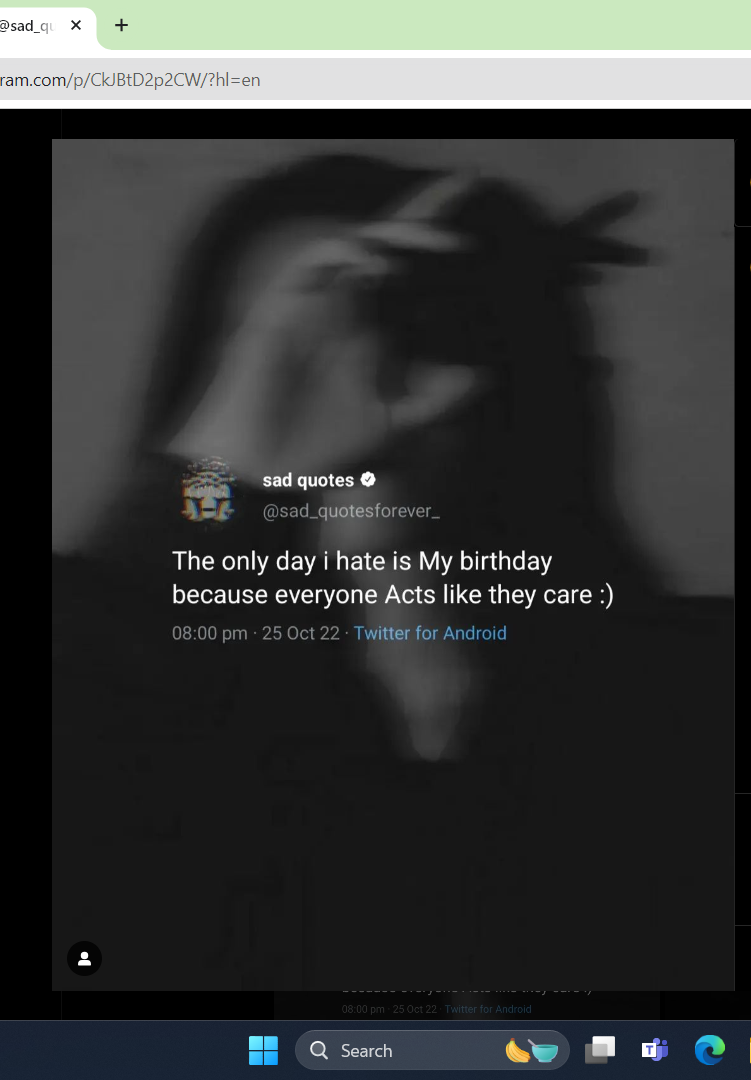 @sad_qu
ram.com/p/CkJBtD2p2CW/?hl=en
sad quotes
@sad_quotesforever_
The only day i hate is My birthday
because everyone Acts like they care :)
08:00 pm · 25 Oct 22 · Twitter for Android
because everyone Acts like they care :)
08:00 pm · 25 Oct 22 · Twitter for Android
Search
T